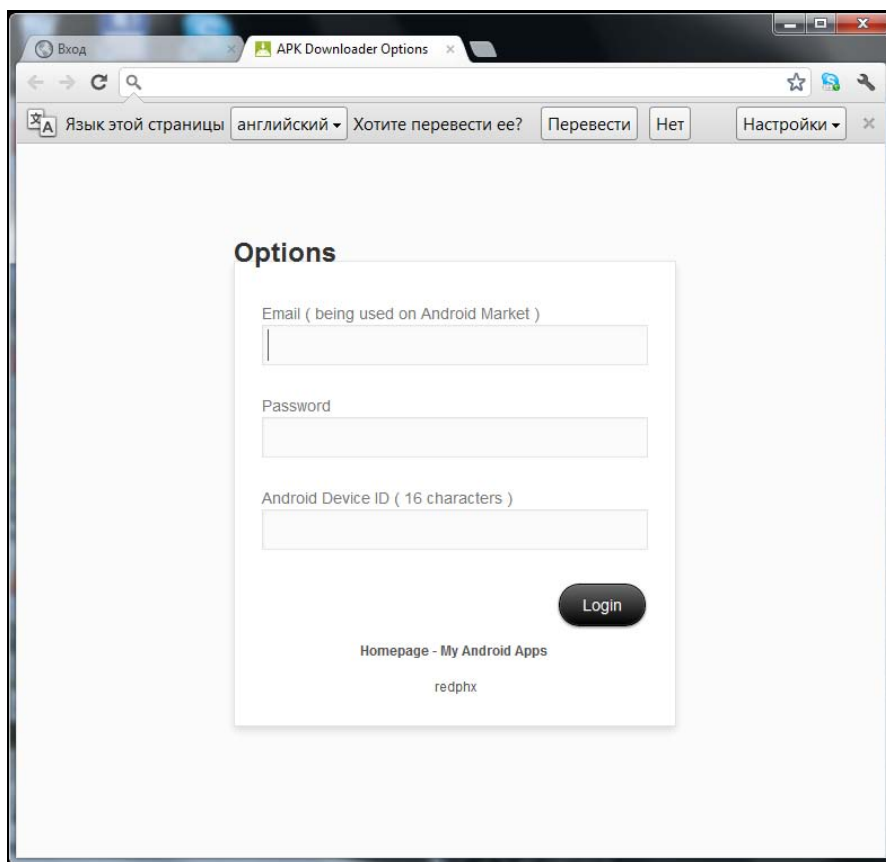 Вход
APK Downloader Options
Язык этой страницы английский Хотите перевести ее? Перевести Нет Настройки
Options
Email ( being used on Android Market )
Password
Android Device ID ( 16 characters )
Login
Homepage - My Android Apps
redphx